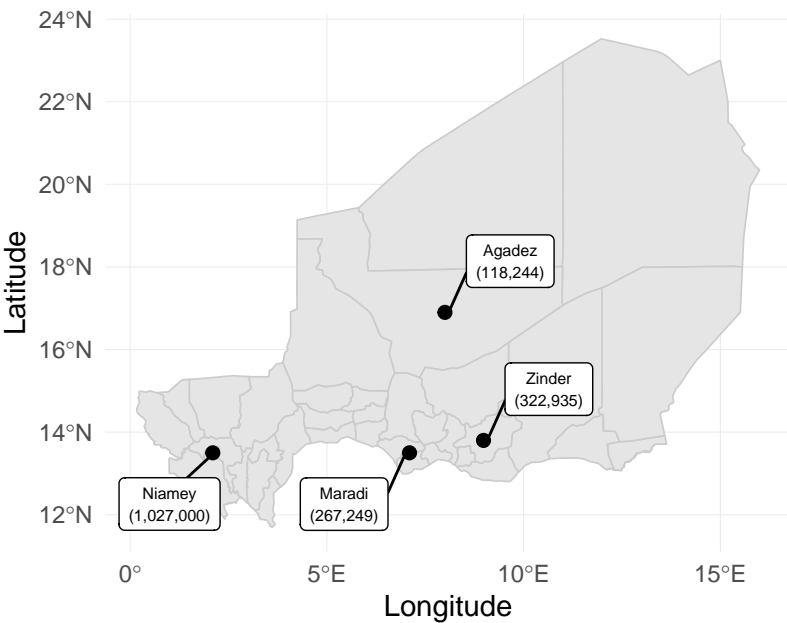 24°N
22°N
20°N
18°N
16°N
14°N
12°N
Latitude
Agadez
(118,244)
Zinder
(322,935)
Niamey
(1,027,000)
Maradi
(267,249)
0°
5°E
10°E
15°E
Longitude